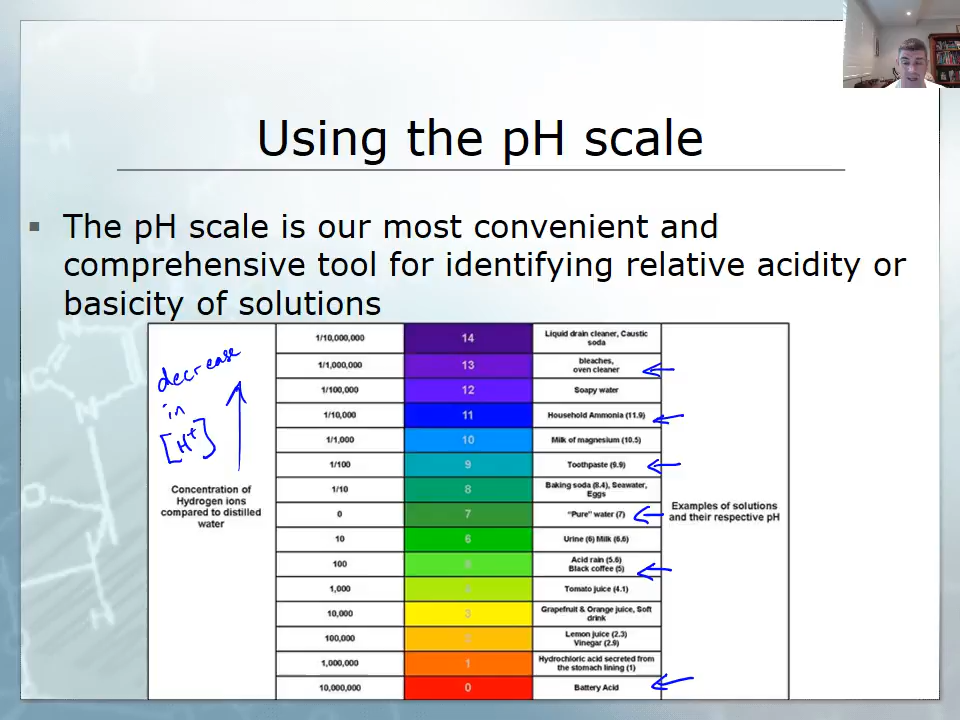 Using the pH scale
The pH scale is our most convenient and
comprehensive tool for identifying relative acidity or
basicity of solutions
decrease
in
[H+]
Concentration of
Hydrogen ions
compared to distilled
water
1/10,000,000 14 Liquid drain cleaner, Caustic
soda
1/1,000,000 13 bleaches,
oven cleaner
1/100,000 12 Soapy water
1/10,000 11 Household Ammonia (11.9)
1/1,000 10 Milk of magnesium (10.5)
1/100 9 Toothpaste (9.9)
1/10 8 Baking soda (8.4), Seawater,
Eggs
0 7 "Pure" water (7)
10 6 Urine (6) Milk (6.6)
100 5 Acid rain (5.6)
Black coffee (5)
1,000 4 Tomato juice (4.1)
10,000 3 Grapefruit & Orange juice, Soft
drink
100,000 2 Lemon juice (2.3)
Vinegar (2.9)
1,000,000 1 Hydrochloric acid secreted from
the stomach lining (1)
10,000,000 0 Battery Acid
Examples of solutions
and their respective pH